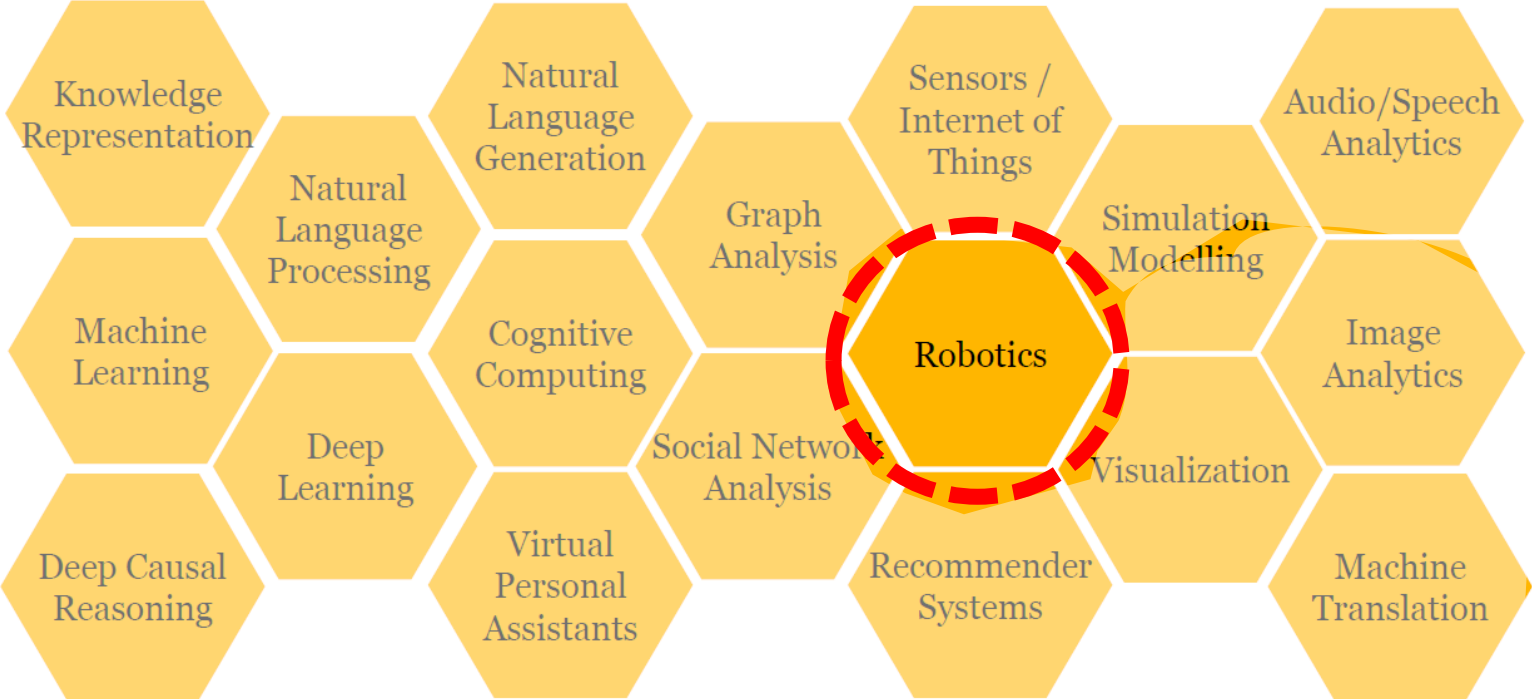 Knowledge
Representation
Machine
Learning
Deep Causal
Reasoning
Natural
Language
Processing
Deep
Learning
Natural
Language
Generation
Cognitive
Computing
Virtual
Personal
Assistants
Graph
Analysis
Social Network
Analysis
Sensors /
Internet of
Things
Robotics
Recommender
Systems
Simulation
Modelling
Visualization
Audio/Speech
Analytics
Image
Analytics
Machine
Translation